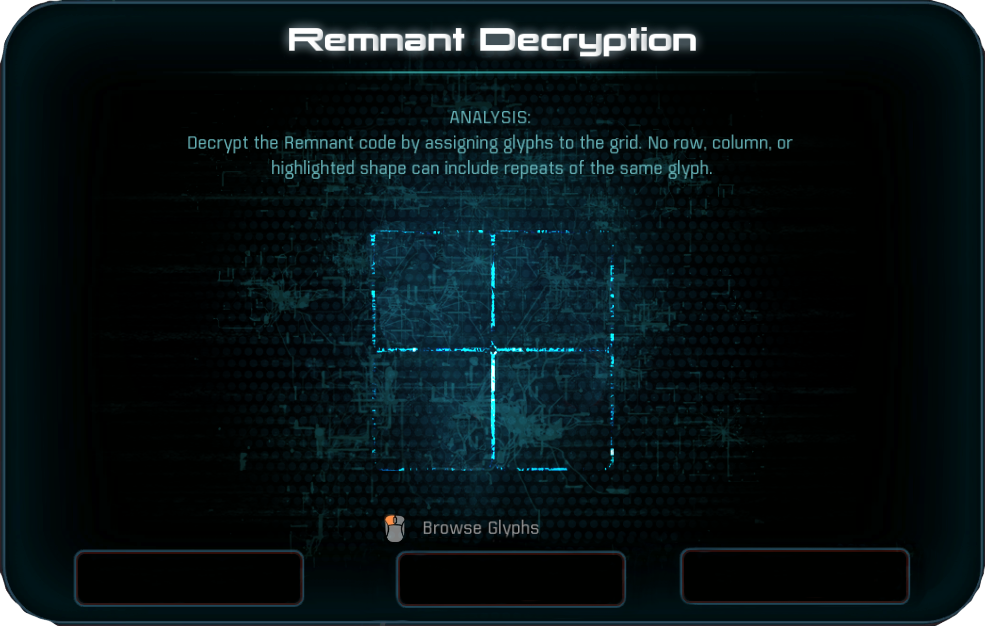 Remnant Decryption
ANALYSIS:
Decrypt the Remnant code by assigning glyphs to the grid. No row, column, or
highlighted shape can include repeats of the same glyph.
Browse Glyphs